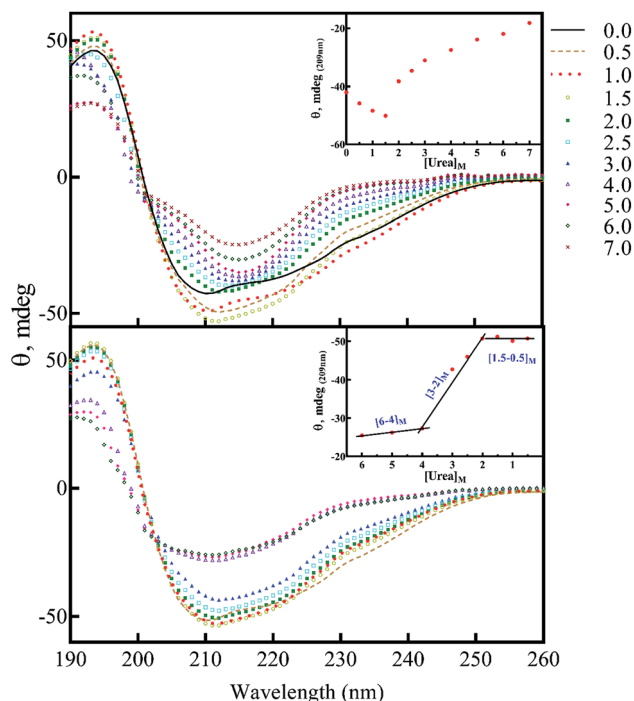 50
0
-50
θ, mdeg
-20
-40
-60
θ, mdeg (209nm)
0 1 2 3 4 5 6 7
[Urea]M
0.0
0.5
1.0
1.5
2.0
2.5
3.0
4.0
5.0
6.0
7.0
50
0
-50
θ, mdeg
-50
-40
-30
-20
θ, mdeg (209nm)
[6-4]M
[3-2]M
[1.5-0.5]M
6 5 4 3 2 1
[Urea]M
190 200 210 220 230 240 250 260
Wavelength (nm)